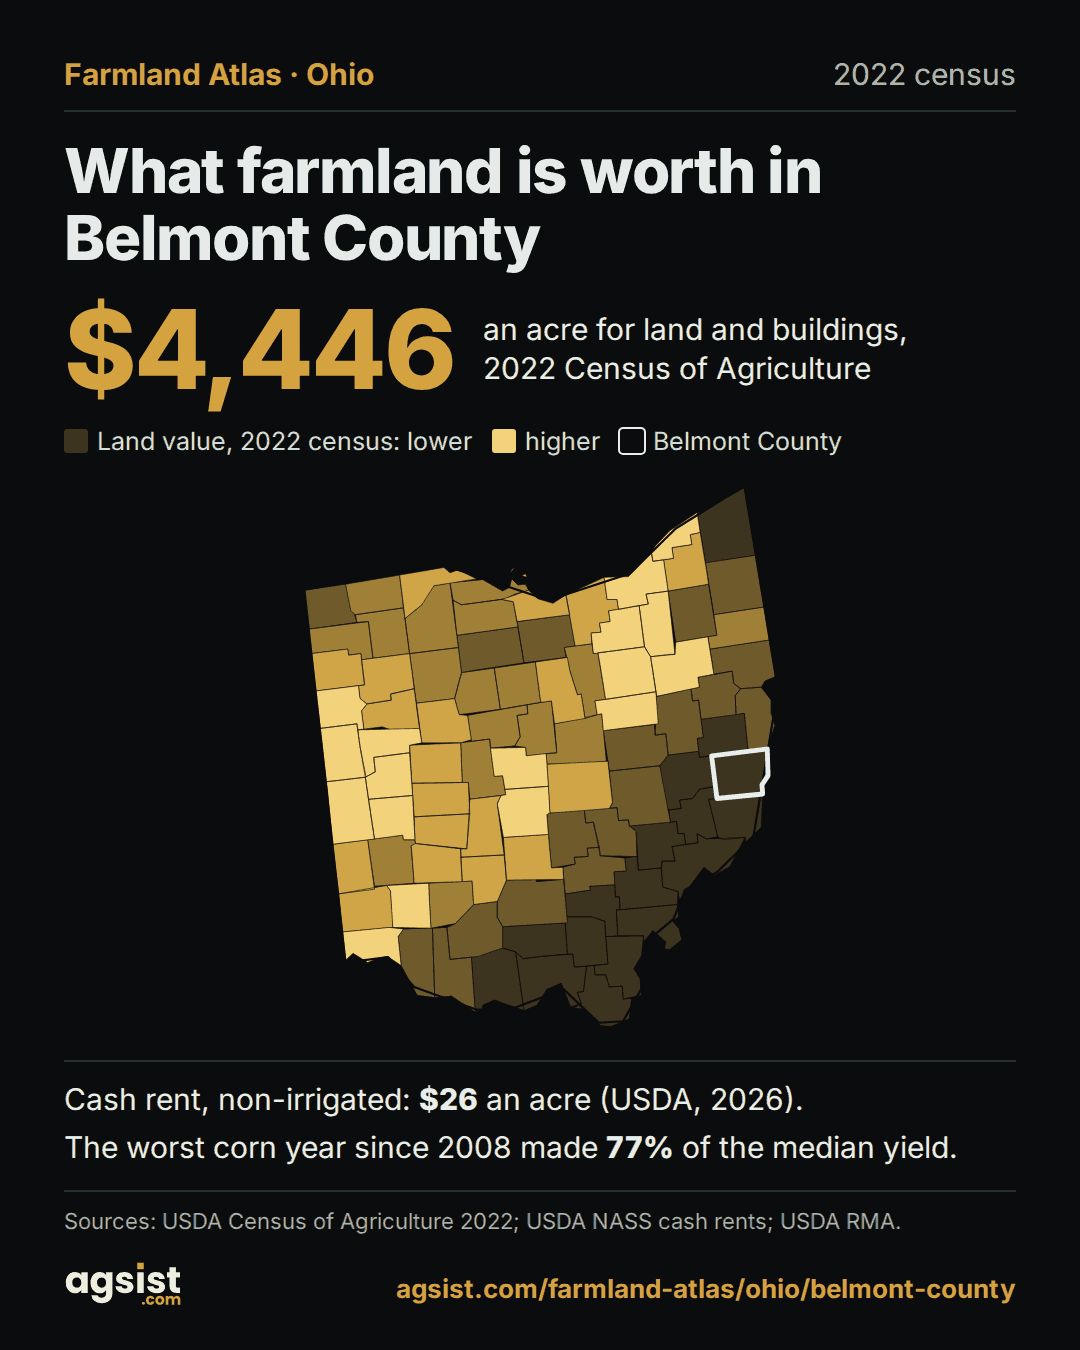 Farmland Atlas · Ohio
2022 census
What farmland is worth in
Belmont County
$4,446
an acre for land and buildings,
2022 Census of Agriculture
Land value, 2022 census: lower
higher
Belmont County
Cash rent, non-irrigated: $26 an acre (USDA, 2026).
The worst corn year since 2008 made 77% of the median yield.
Sources: USDA Census of Agriculture 2022; USDA NASS cash rents; USDA RMA.
agsist
.com
agsist.com/farmland-atlas/ohio/belmont-county